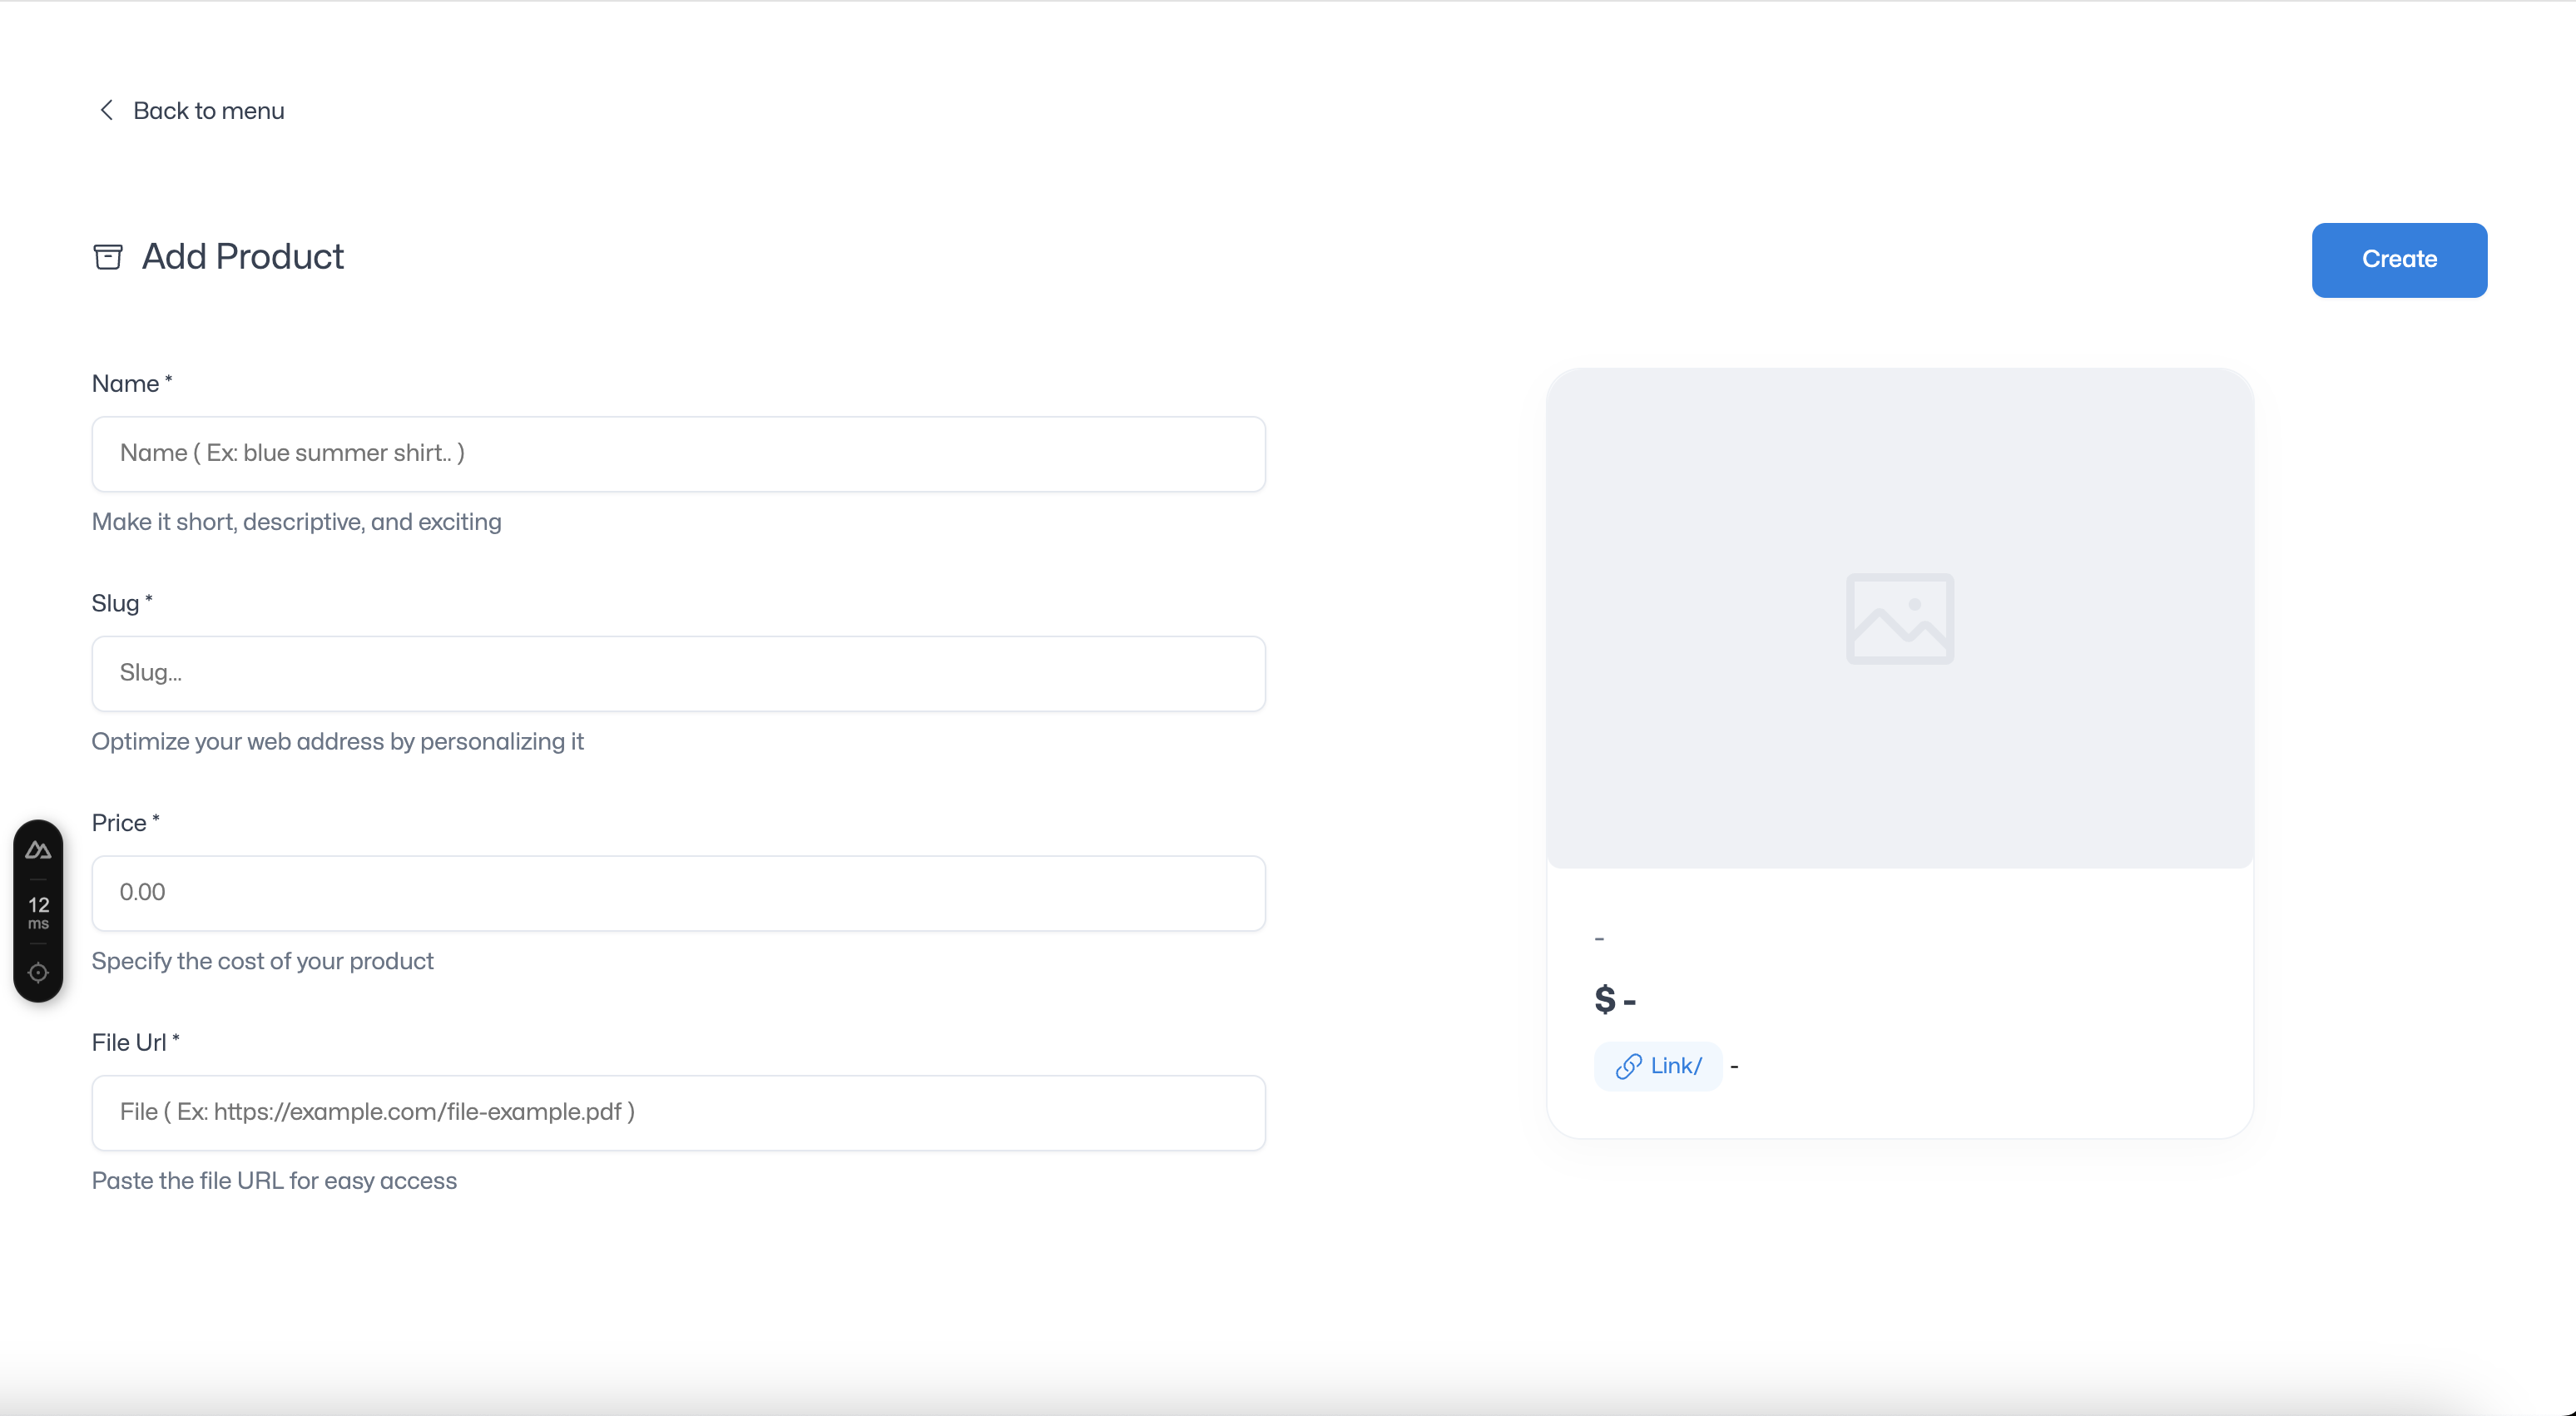 Back to menu
Add Product
Create
Name *
Name ( Ex: blue summer shirt.. )
Make it short, descriptive, and exciting
Slug *
Slug...
Optimize your web address by personalizing it
Price *
0.00
Specify the cost of your product
File Url *
File ( Ex: https://example.com/file-example.pdf )
Paste the file URL for easy access
12
ms
-
$ -
Link/ -